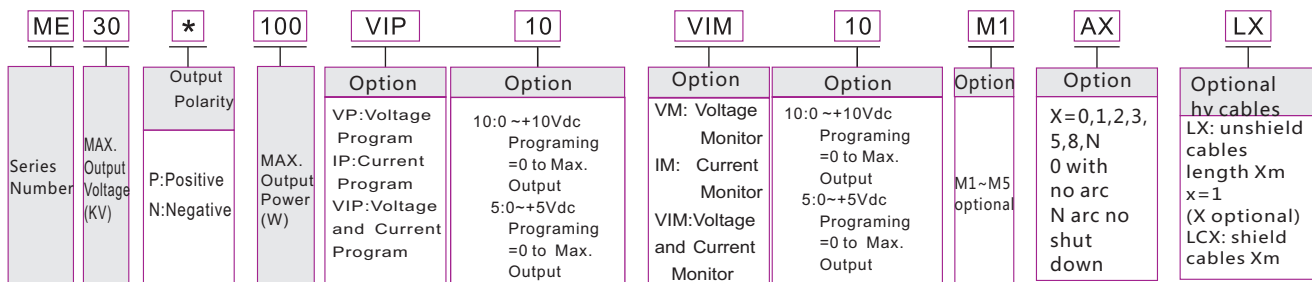 ME 30 * 100 VIP 10 VIM 10 M1 AX LX
Series
Number
MAX.
Output
Voltage
(KV)
Output
Polarity
P:Positive
N:Negative
MAX.
Output
Power
(W)
Option
VP:Voltage
Program
IP:Current
Program
VIP:Voltage
and Current
Program
Option
10:0 ~+10Vdc
Programing
=0 to Max.
Output
5:0~+5Vdc
Programing
=0 to Max.
Output
Option
VM: Voltage
Monitor
IM: Current
Monitor
VIM:Voltage
and Current
Monitor
Option
10:0 ~+10Vdc
Programing
=0 to Max.
Output
5:0~+5Vdc
Programing
=0 to Max.
Output
Option
M1~M5
optional
Option
X=0,1,2,3,
5,8,N
0 with
no arc
N arc no
shut
down
Optional
hv cables
LX: unshield
cables
length Xm
x=1
(X optional)
LCX: shield
cables Xm